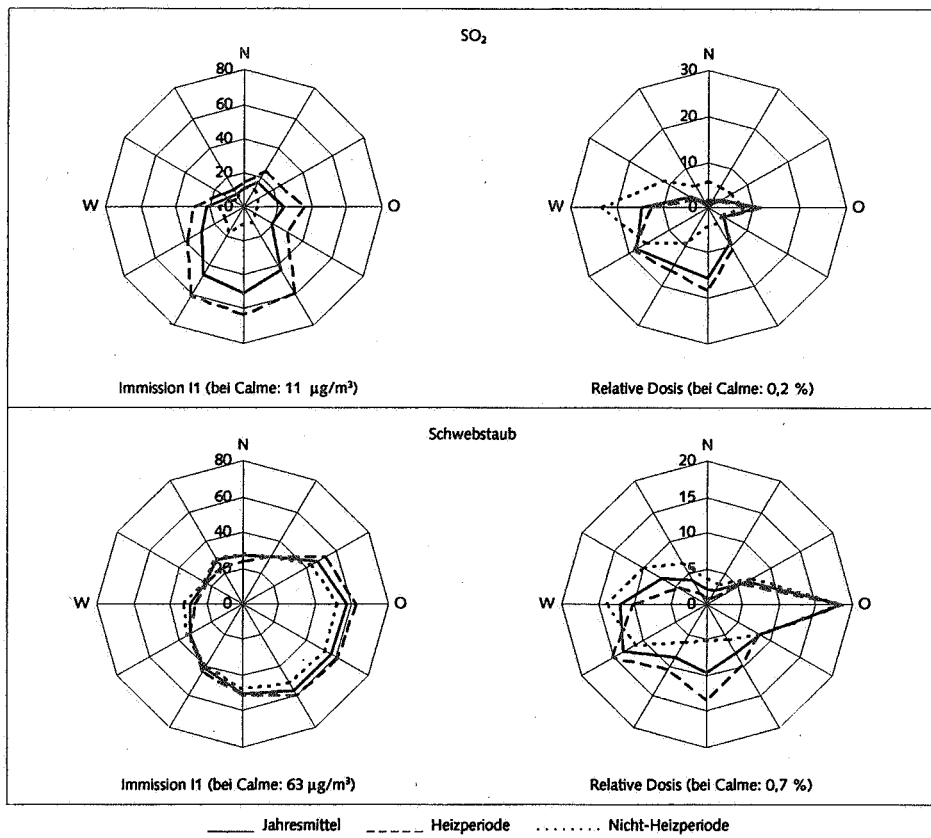 SO₂
N
80
60
40
20
0
W
O
Immission I1 (bei Calme: 11 µg/m³)
N
30
20
10
0
W
O
Relative Dosis (bei Calme: 0,2 %)
Schwebstaub
N
80
60
40
20
0
W
O
Immission I1 (bei Calme: 63 µg/m³)
N
20
15
10
5
0
W
O
Relative Dosis (bei Calme: 0,7 %)
Jahresmittel Heizperiode Nicht-Heizperiode